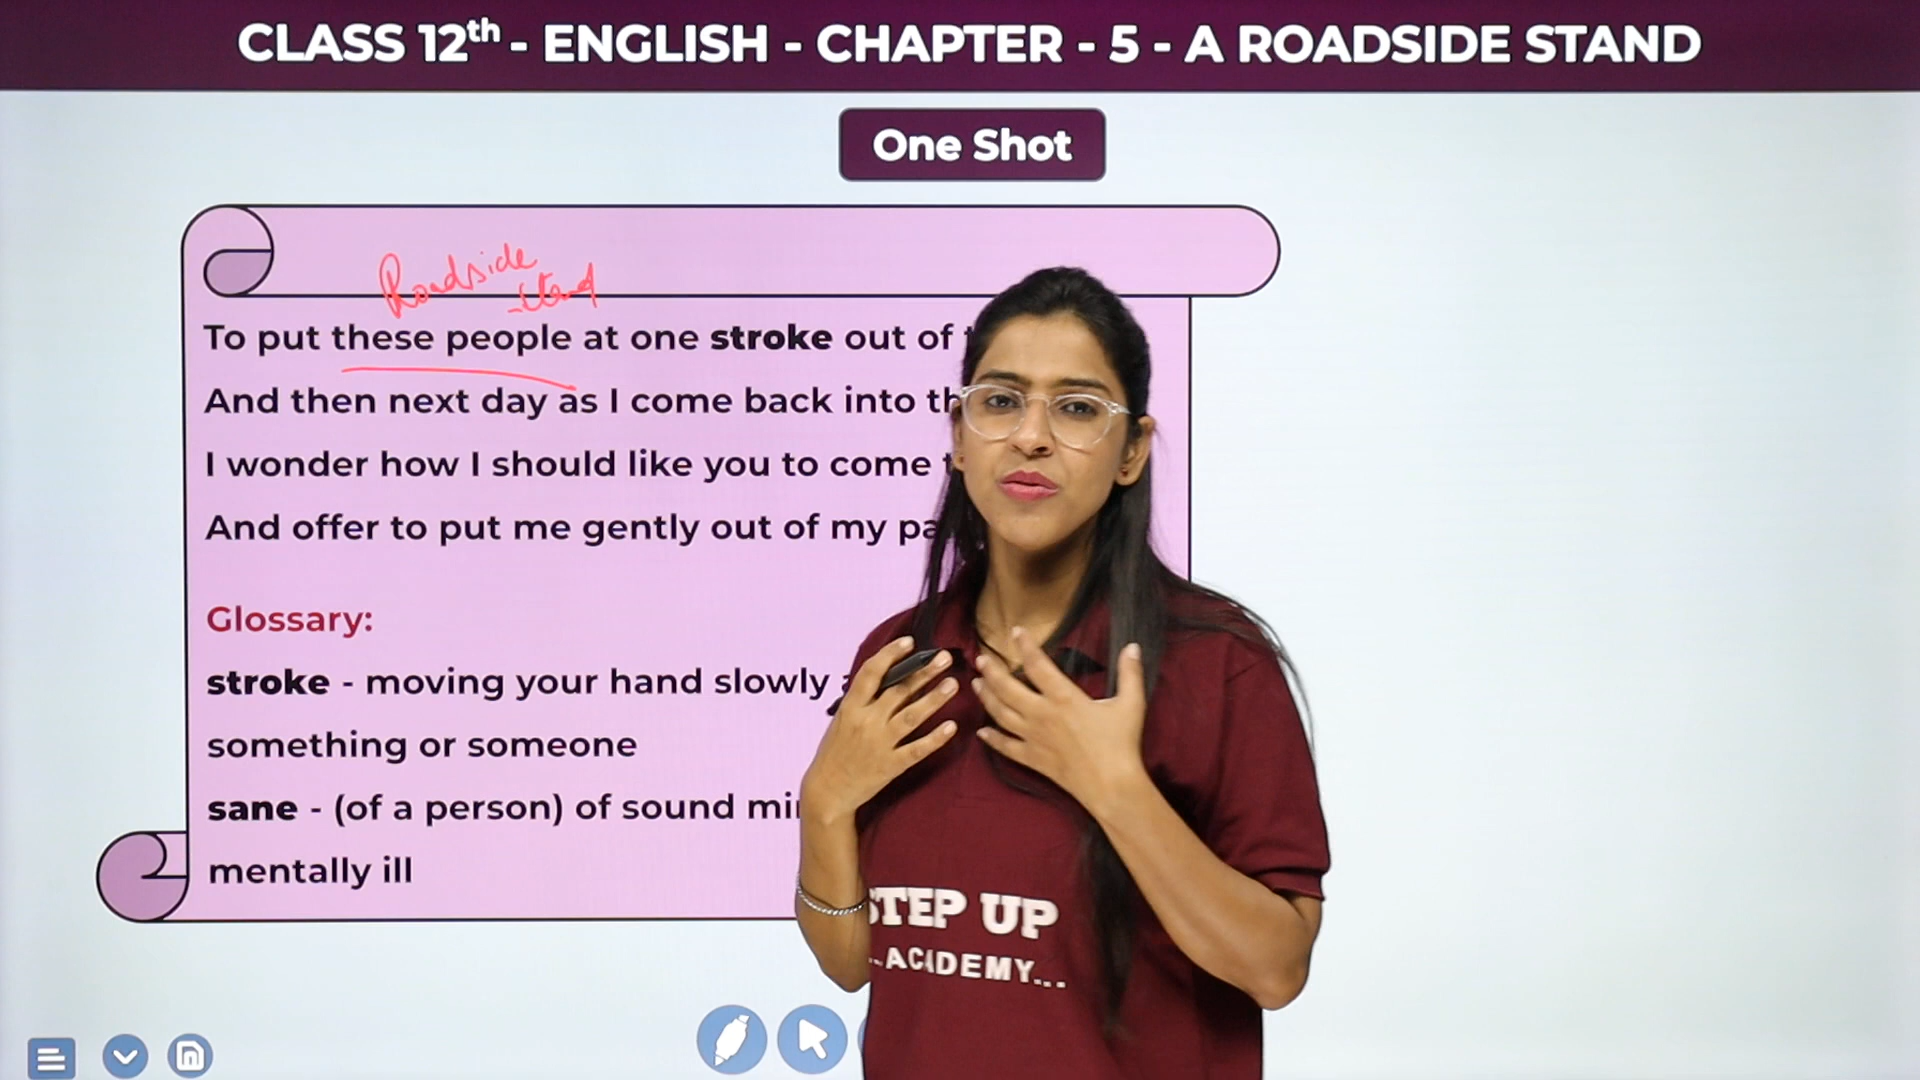 CLASS 12th - ENGLISH - CHAPTER - 5 - A ROADSIDE STAND
One Shot
Roadside
stand
To put these people at one stroke out of
And then next day as I come back into
I wonder how I should like you to come
And offer to put me gently out of my
Glossary:
stroke - moving your hand slowly
something or someone
sane - (of a person) of sound
mentally ill
STEP UP
...ACADEMY...